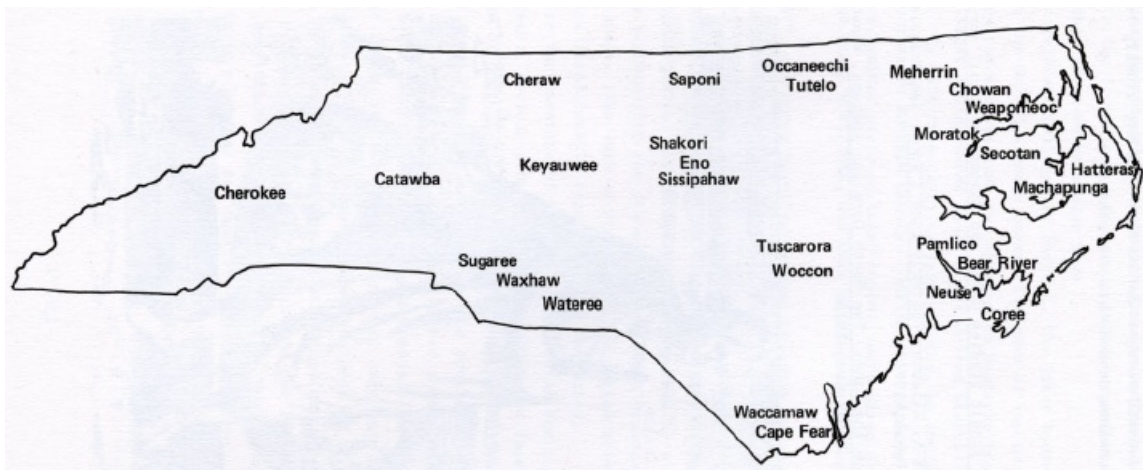 Occaneechi
Tutelo
Meherrin
Cheraw
Saponi
Chowan
Weapomeoc
Moratok
Shakori
Eno
Sissipahaw
Secotan
Keyauwee
Hatteras
Catawba
Machapunga
Cherokee
Tuscarora
Woccon
Pamlico
Bear River
Sugaree
Waxhaw
Wateree
Neuse
Coree
Waccamaw
Cape Fear